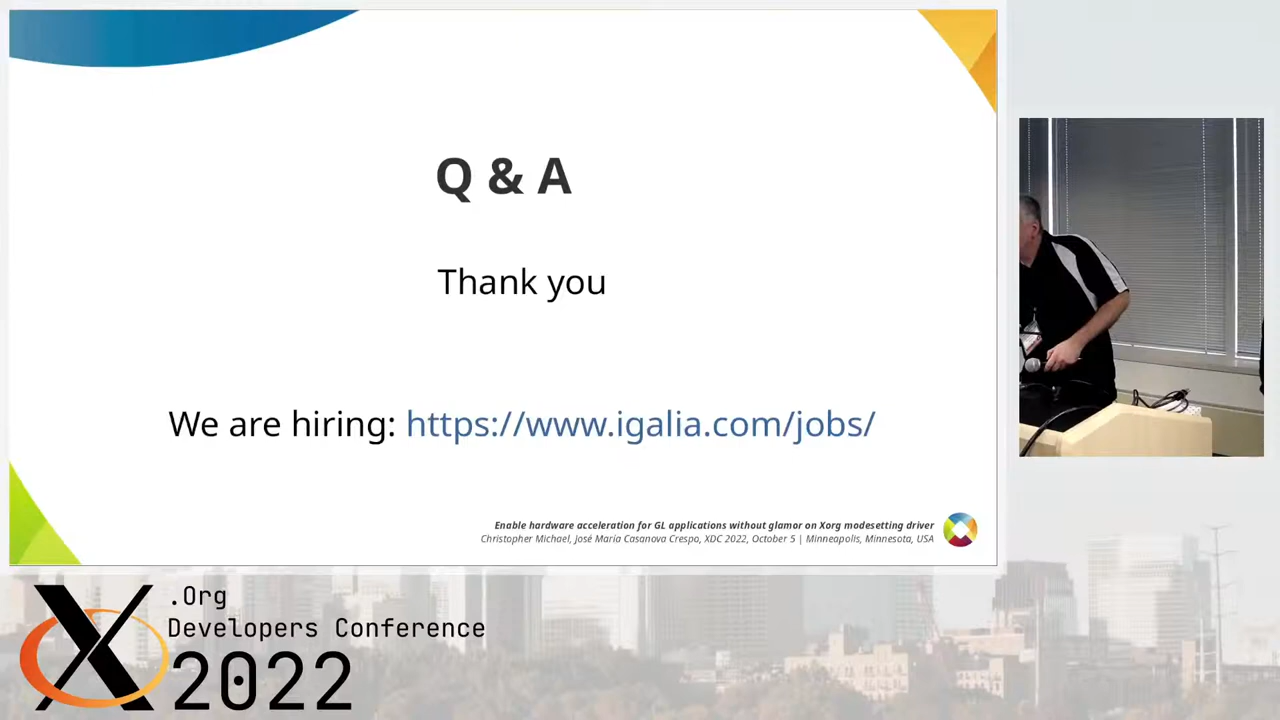 Q & A
Thank you
We are hiring: https://www.igalia.com/jobs/
Enable hardware acceleration for GL applications without glamor on Xorg modesetting driver
Christopher Michael, José María Casanova Crespo, XDC 2022, October 5 | Minneapolis, Minnesota, USA
X.Org
Developers Conference
2022